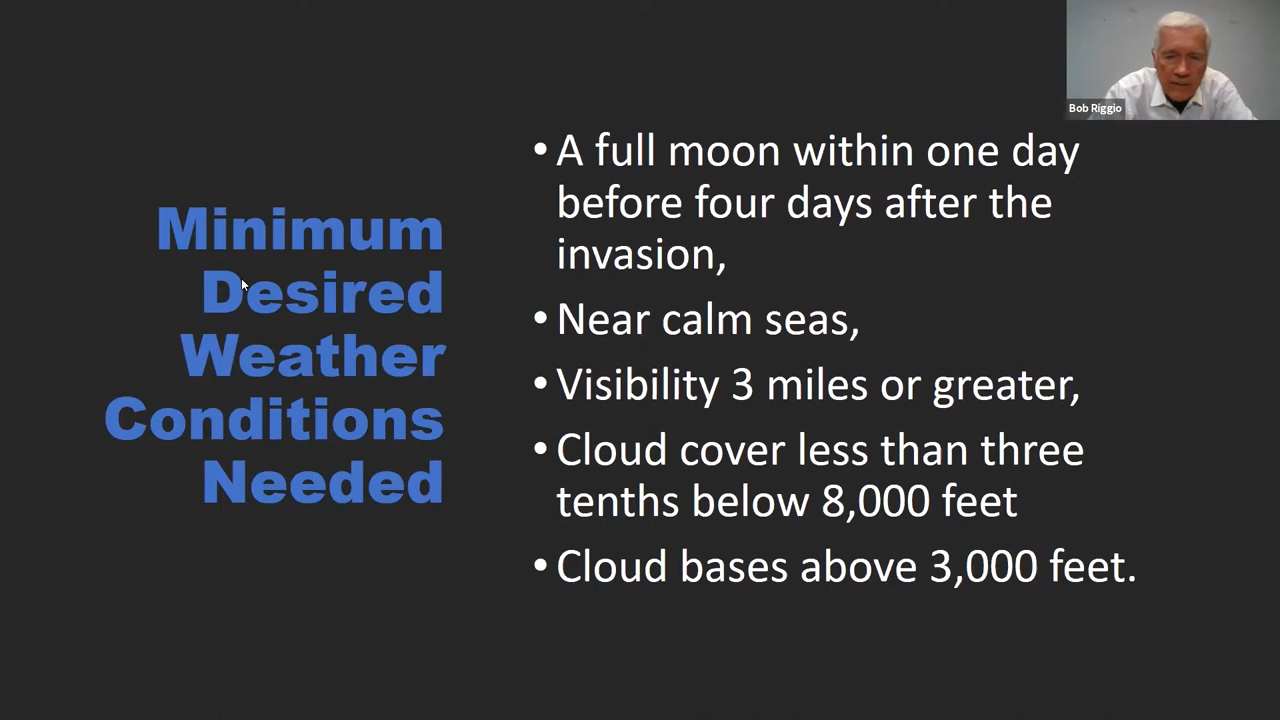 Minimum
Desired
Weather
Conditions
Needed
• A full moon within one day
before four days after the
invasion,
• Near calm seas,
• Visibility 3 miles or greater,
• Cloud cover less than three
tenths below 8,000 feet
• Cloud bases above 3,000 feet.
Bob Riggio